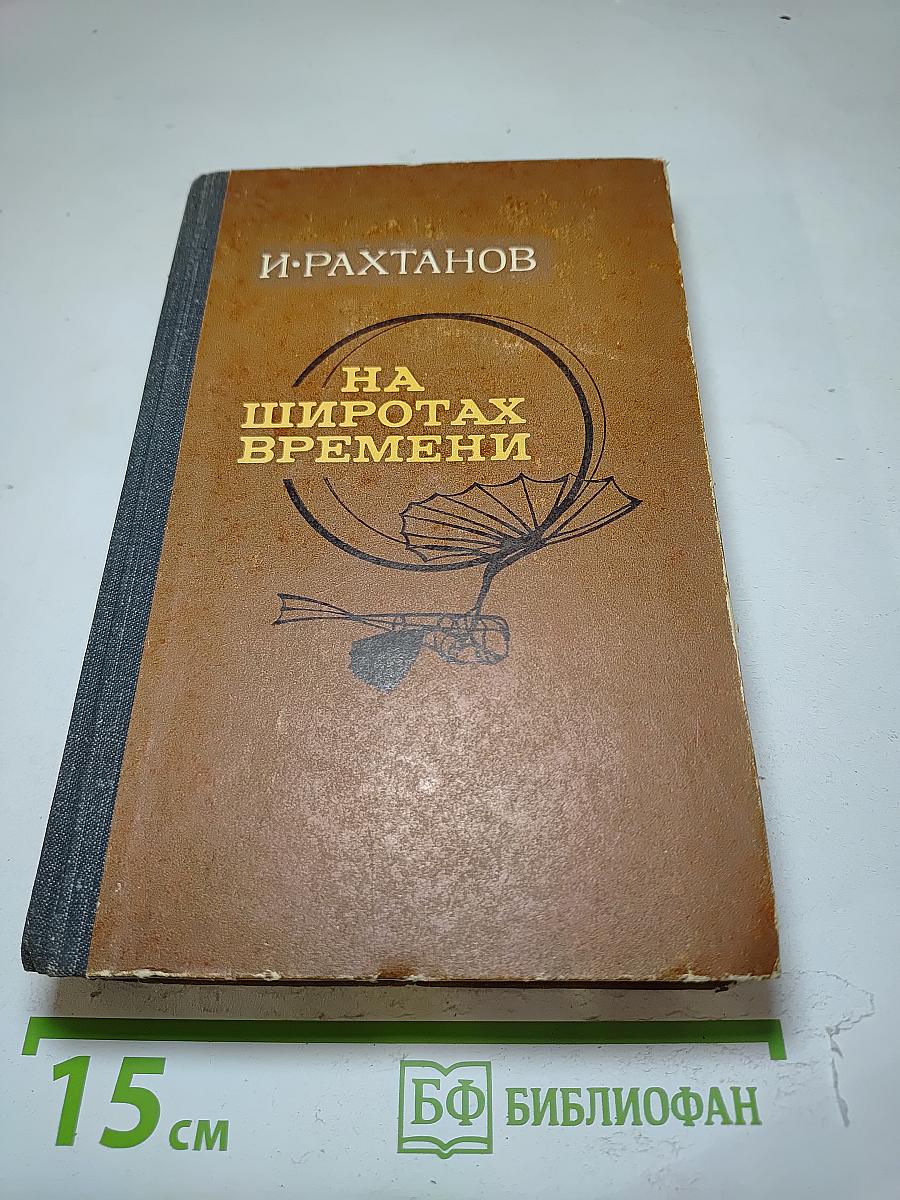 И·РАХТАНОВ
НА
ШИРОТАХ
ВРЕМЕНИ
15 см
БФ БИБЛИОФАН